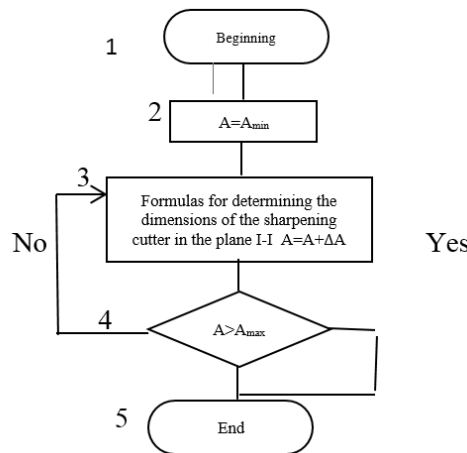 1
Beginning
2
A=Amin
3
Formulas for determining the
dimensions of the sharpening
cutter in the plane I-I A=A+ΔA
No
Yes
4
A>Amax
5
End